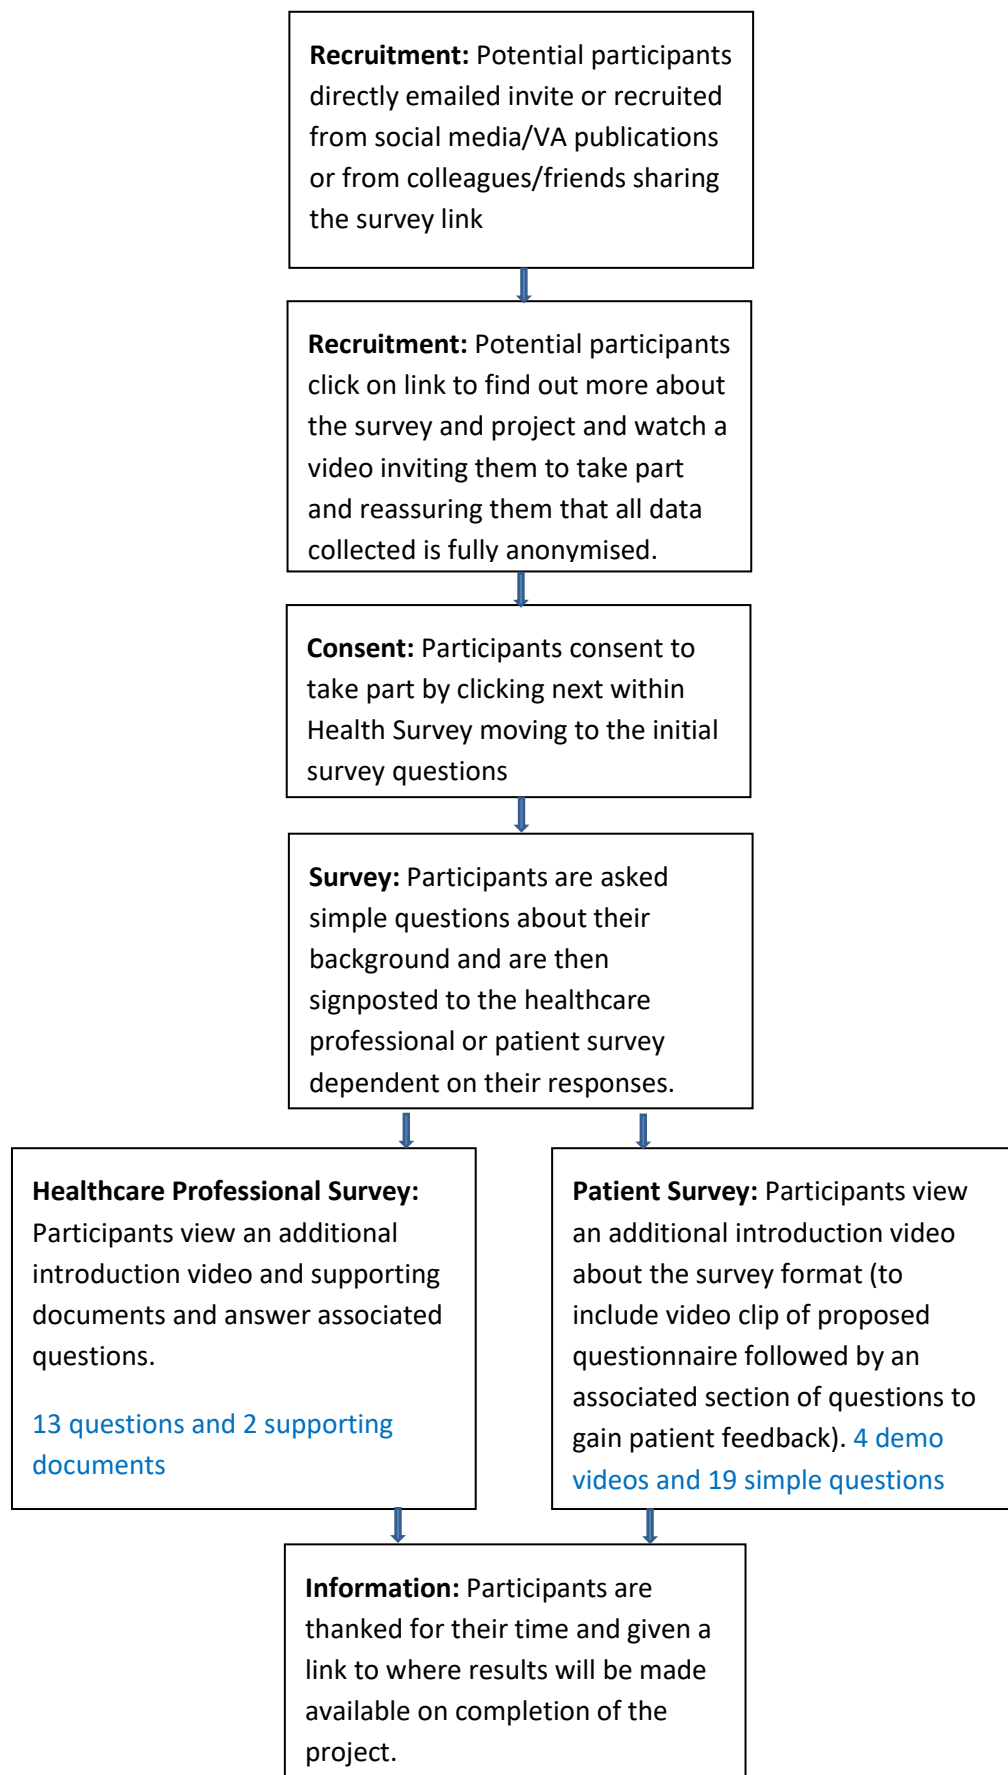 Recruitment: Potential participants
directly emailed invite or recruited
from social media/VA publications
or from colleagues/friends sharing
the survey link
Recruitment: Potential participants
click on link to find out more about
the survey and project and watch a
video inviting them to take part
and reassuring them that all data
collected is fully anonymised.
Consent: Participants consent to
take part by clicking next within
Health Survey moving to the initial
survey questions
Survey: Participants are asked
simple questions about their
background and are then
signposted to the healthcare
professional or patient survey
dependent on their responses.
Healthcare Professional Survey:
Participants view an additional
introduction video and supporting
documents and answer associated
questions.
13 questions and 2 supporting
documents
Patient Survey: Participants view
an additional introduction video
about the survey format (to
include video clip of proposed
questionnaire followed by an
associated section of questions to
gain patient feedback). 4 demo
videos and 19 simple questions
Information: Participants are
thanked for their time and given a
link to where results will be made
available on completion of the
project.